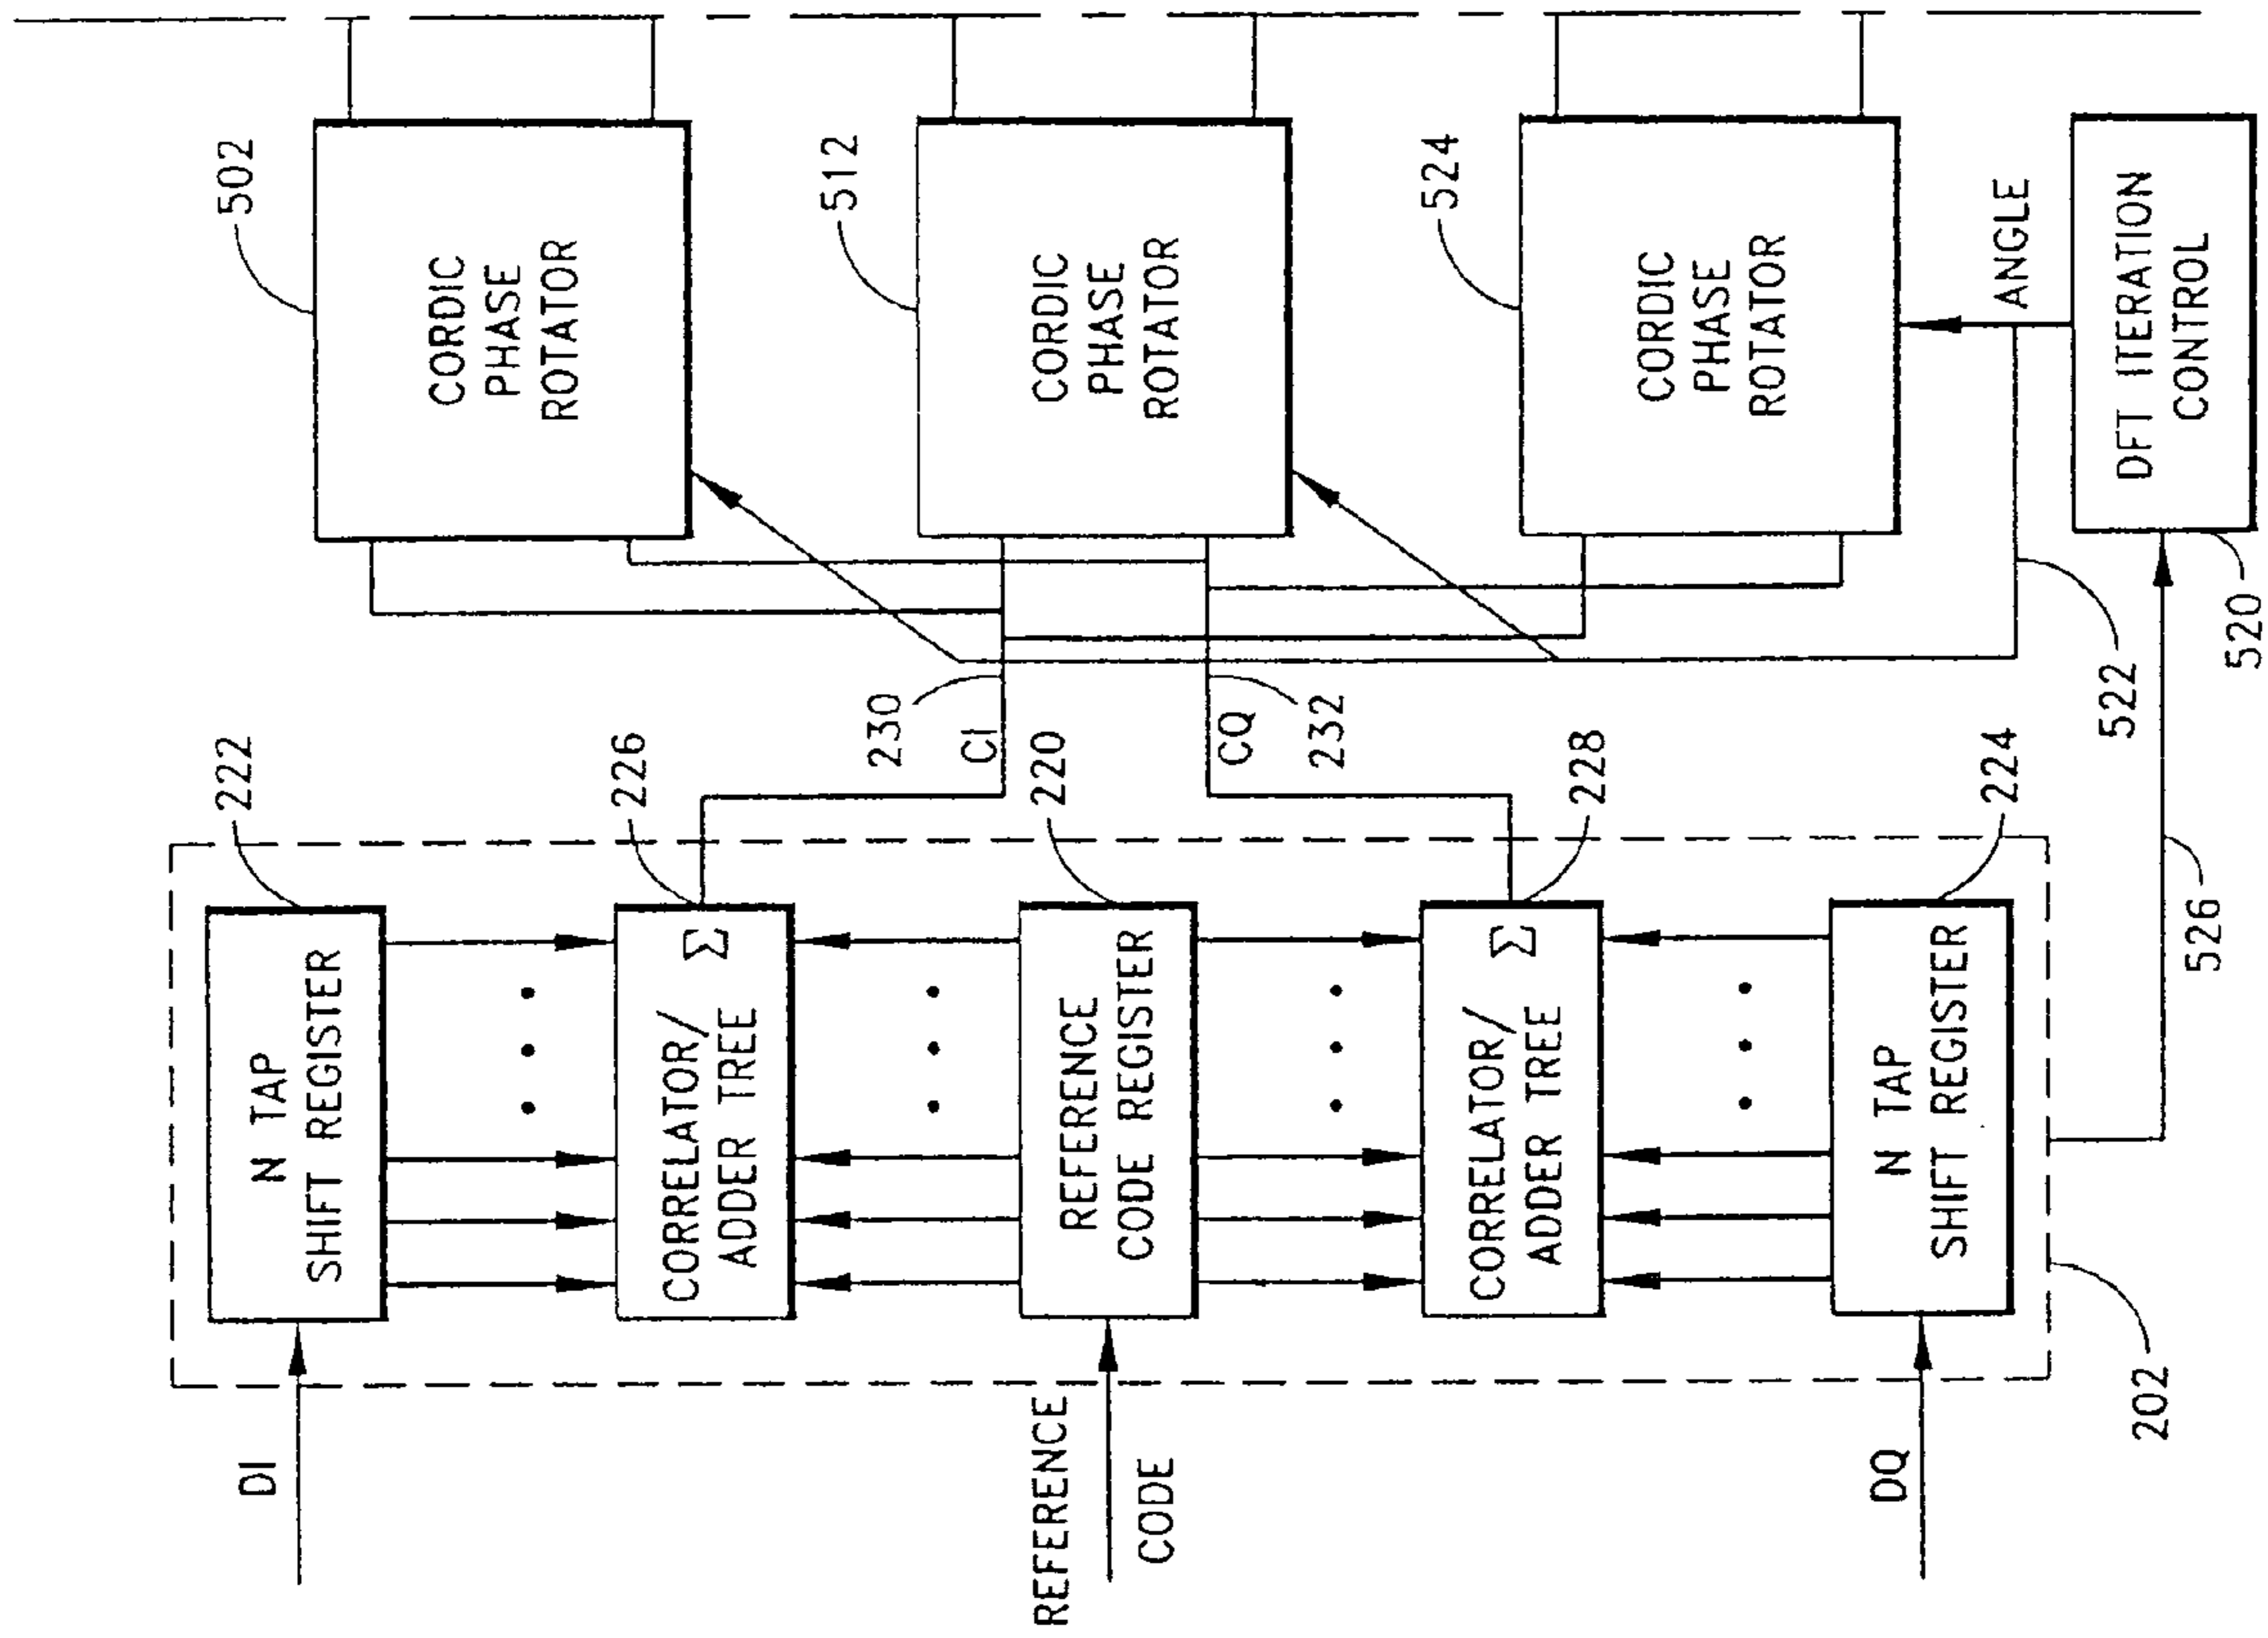 502
CORDIC
PHASE
ROTATOR
512
CORDIC
PHASE
ROTATOR
524
CORDIC
PHASE
ROTATOR
ANGLE
DFT ITERATION
CONTROL
520
522
526
230
CI
CQ
232
222
N TAP
SHIFT REGISTER
226
CORRELATOR/
ADDER TREE
Σ
220
REFERENCE
CODE REGISTER
228
CORRELATOR/
ADDER TREE
Σ
224
N TAP
SHIFT REGISTER
202
DI
REFERENCE
CODE
DQ